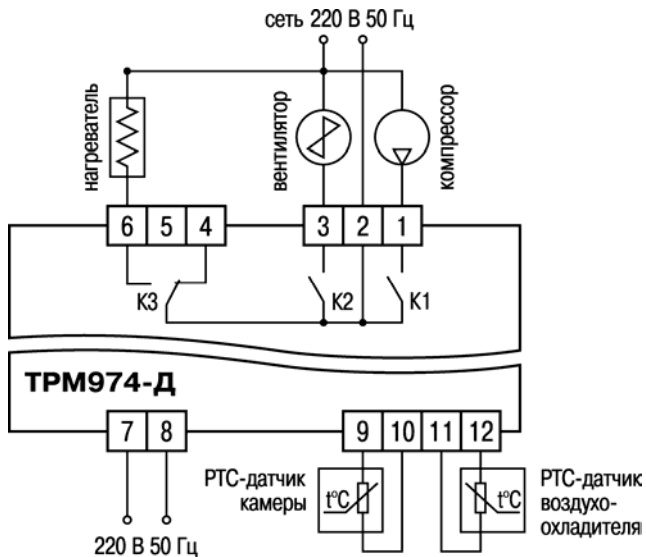 сеть 220 В 50 Гц
нагреватель
вентилятор
компрессор
6 5 4 3 2 1
К3 К2 К1
ТРМ974-Д
7 8 9 10 11 12
РТС-датчик
камеры
t°C
t°C
РТС-датчик
воздухо-
охладителя
220 В 50 Гц